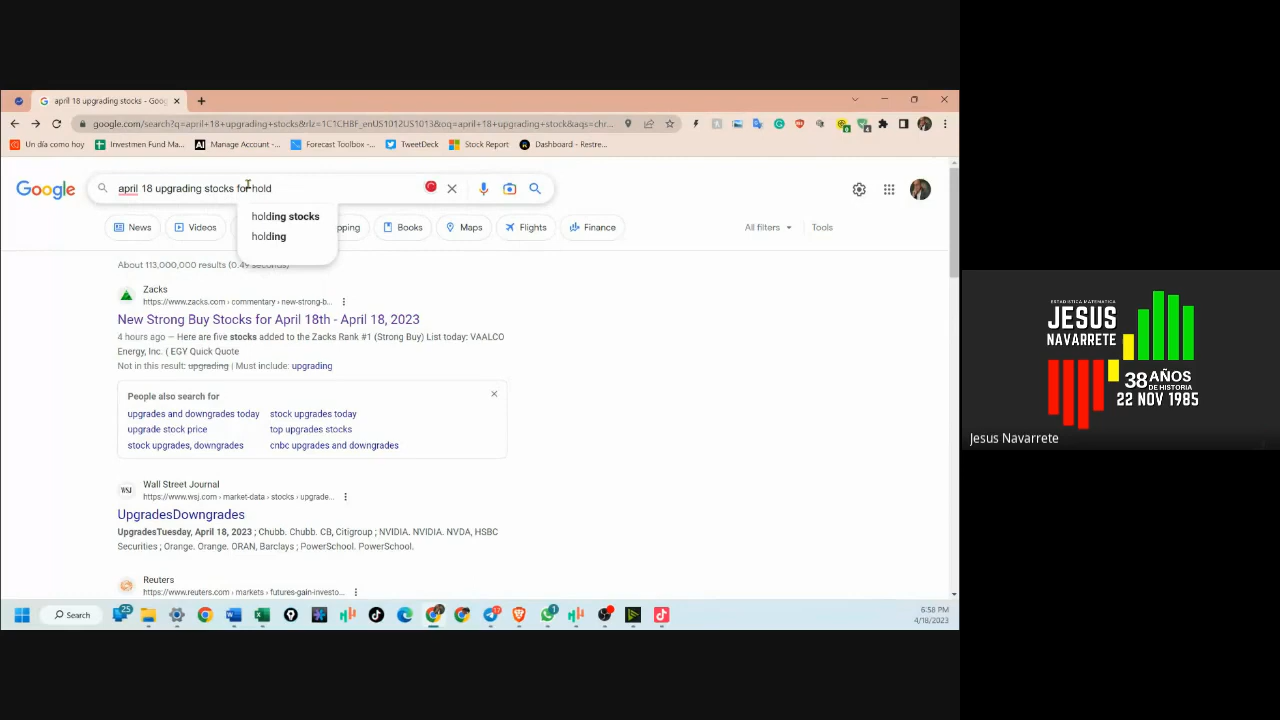 april 18 upgrading stocks - Goog
google.com/search?q=april+18+upgrading+stocks&rlz=1C1CHBF_enUS1012US1013&oq=april+18+upgrading+stock&aqs=chr...
Un día como hoy
Investmen Fund Ma...
Manage Account -...
Forecast Toolbox -...
TweetDeck
Stock Report
Dashboard - Restre...
Google
april 18 upgrading stocks for hold
holding stocks
holding
News
Videos
pping
Books
Maps
Flights
Finance
All filters
Tools
About 113,000,000 results (0.49 seconds)
Zacks
https://www.zacks.com › commentary › new-strong-b...
New Strong Buy Stocks for April 18th - April 18, 2023
4 hours ago — Here are five stocks added to the Zacks Rank #1 (Strong Buy) List today: VAALCO
Energy, Inc. ( EGY Quick Quote
Not in this result: upgrading | Must include: upgrading
People also search for
upgrades and downgrades today
stock upgrades today
upgrade stock price
top upgrades stocks
stock upgrades, downgrades
cnbc upgrades and downgrades
WSJ
Wall Street Journal
https://www.wsj.com › market-data › stocks › upgrade...
UpgradesDowngrades
UpgradesTuesday, April 18, 2023 ; Chubb. Chubb. CB, Citigroup ; NVIDIA. NVIDIA. NVDA, HSBC
Securities ; Orange. Orange. ORAN, Barclays ; PowerSchool. PowerSchool.
Reuters
https://www.reuters.com › markets › futures-gain-investo...
Search
25
6:58 PM
4/18/2023
ESTADISTICA MATEMATICA
JESUS
NAVARRETE
38 AÑOS
DE HISTORIA
22 NOV 1985
Jesus Navarrete